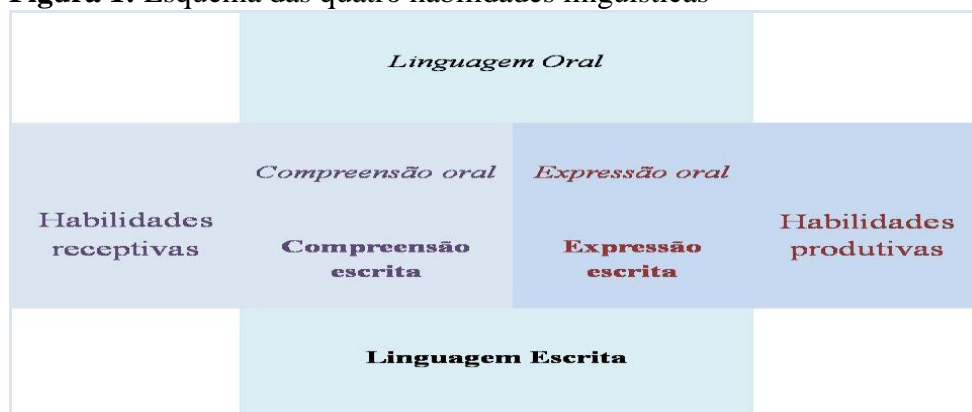 Figura 1: Esquema das quatro habilidades linguísticas
Linguagem Oral
Compreensão oral
Expressão oral
Habilidades
receptivas
Compreensão
escrita
Expressão
escrita
Habilidades
produtivas
Linguagem Escrita